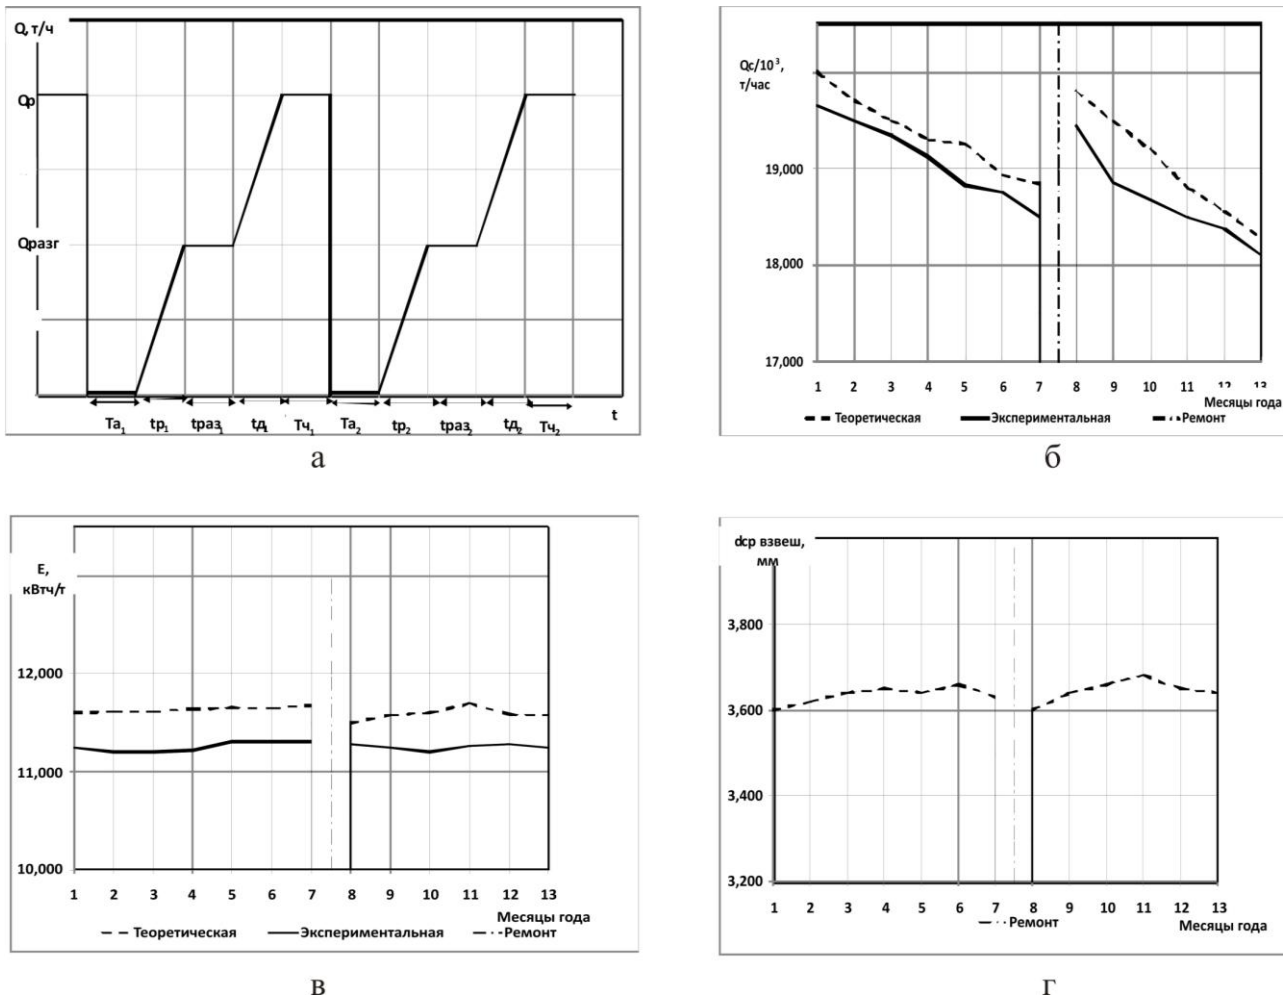 Q, т/ч
Qр
Qразг
t
Tа₁ tр₁ tраз₁ tд₁ Tч₁ Tа₂ tр₂ tраз₂ tд₂ Tч₂
а
Qс/10³,
т/час
19,000
18,000
17,000
1 2 3 4 5 6 7 8 9 10 11 12 13
Месяцы года
Теоретическая Экспериментальная Ремонт
б
Е,
кВтч/т
12,000
11,000
10,000
1 2 3 4 5 6 7 8 9 10 11 12 13
Месяцы года
Теоретическая Экспериментальная Ремонт
в
dср взвеш,
мм
3,800
3,600
3,400
3,200
1 2 3 4 5 6 7 8 9 10 11 12 13
Ремонт Месяцы года
г